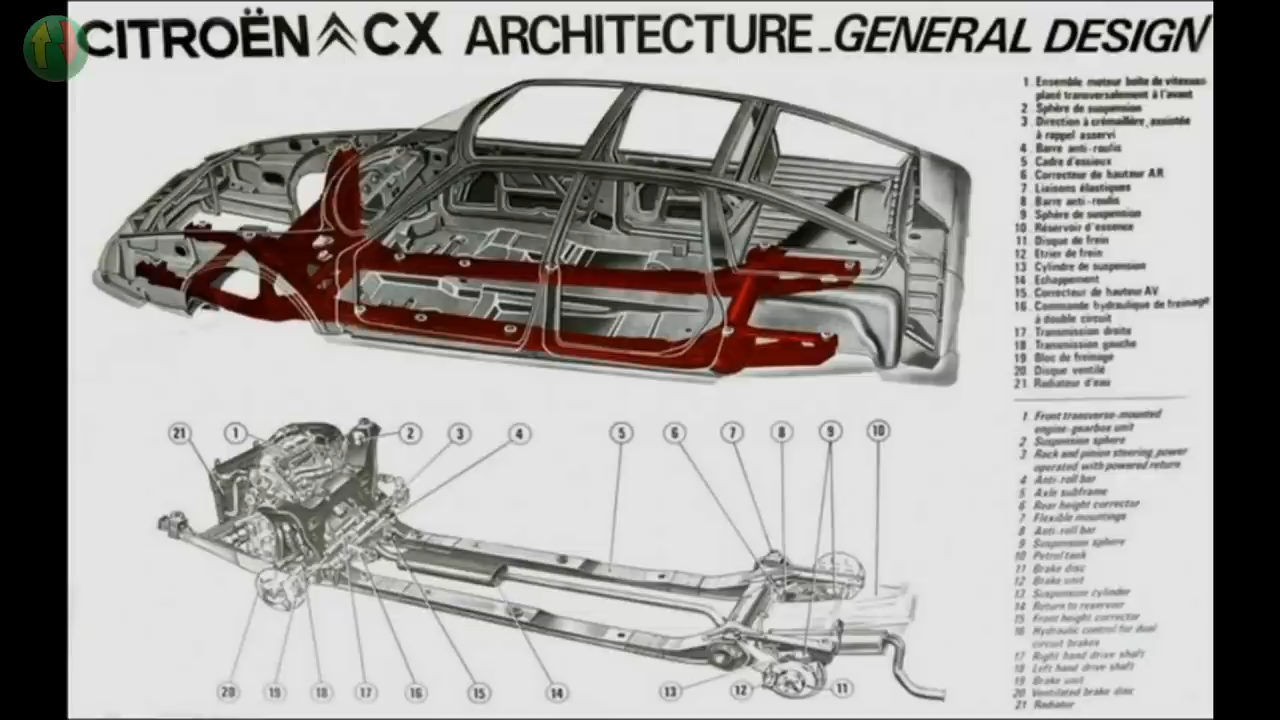 CITROËN CX ARCHITECTURE_GENERAL DESIGN
1 Ensemble moteur boite de vitesses
placé transversalement à l'avant
2 Sphère de suspension
3 Direction à crémaillère, assistée
à rappel asservi
4 Barre anti-roulis
5 Cadre d'essieux
6 Correcteur de hauteur AR
7 Liaisons élastiques
8 Barre anti-roulis
9 Sphère de suspension
10 Réservoir d'essence
11 Disque de frein
12 Etrier de frein
13 Cylindre de suspension
14 Echappement
15 Correcteur de hauteur AV
16 Commande hydraulique de freinage
à double circuit
17 Transmission droite
18 Transmission gauche
19 Bloc de freinage
20 Disque ventilé
21 Radiateur d'eau
1 Front transverse-mounted
engine-gearbox unit
2 Suspension sphere
3 Rack and pinion steering, power
operated with powered return
4 Anti-roll bar
5 Axle subframe
6 Rear height corrector
7 Flexible mountings
8 Anti-roll bar
9 Suspension sphere
10 Petrol tank
11 Brake disc
12 Brake unit
13 Suspension cylinder
14 Return to reservoir
15 Front height corrector
16 Hydraulic control for dual
circuit brakes
17 Right hand drive shaft
18 Left hand drive shaft
19 Brake unit
20 Ventilated brake disc
21 Radiator
21 1 2 3 4 5 6 7 8 9 10
20 19 18 17 16 15 14 13 12 11